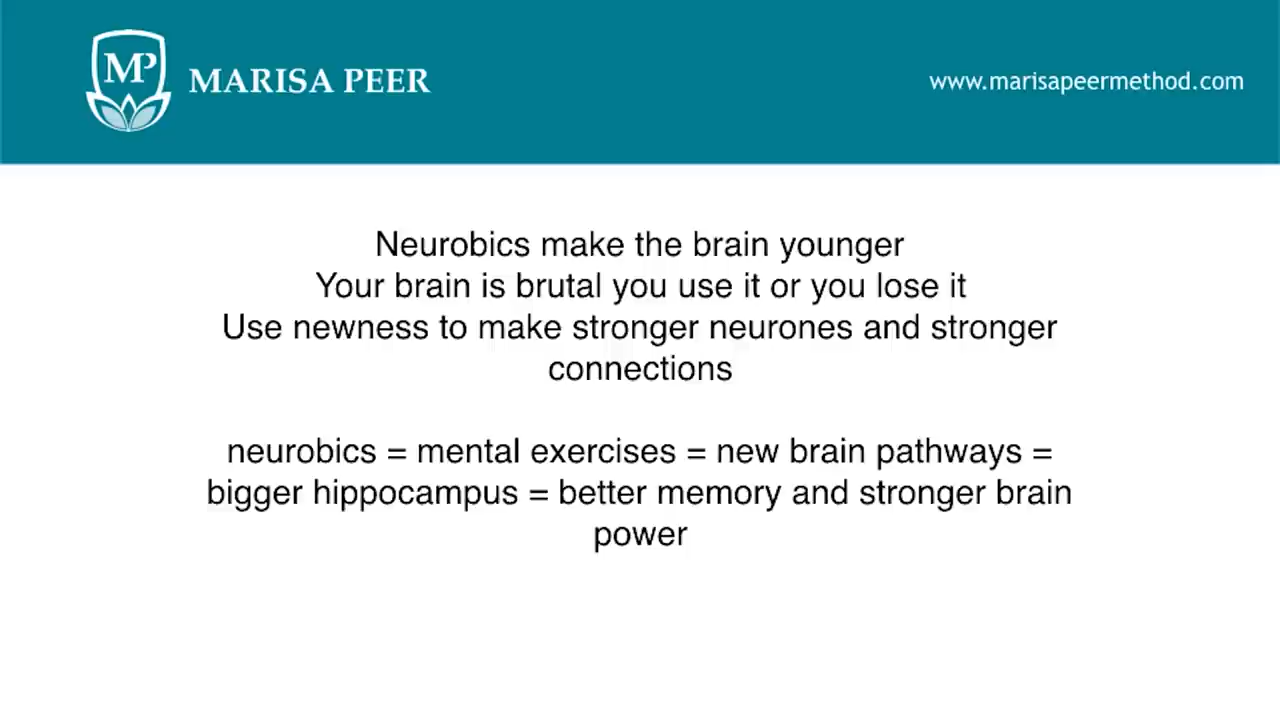 MP
MARISA PEER
www.marisapeermethod.com
Neurobics make the brain younger
Your brain is brutal you use it or you lose it
Use newness to make stronger neurones and stronger
connections
neurobics = mental exercises = new brain pathways =
bigger hippocampus = better memory and stronger brain
power